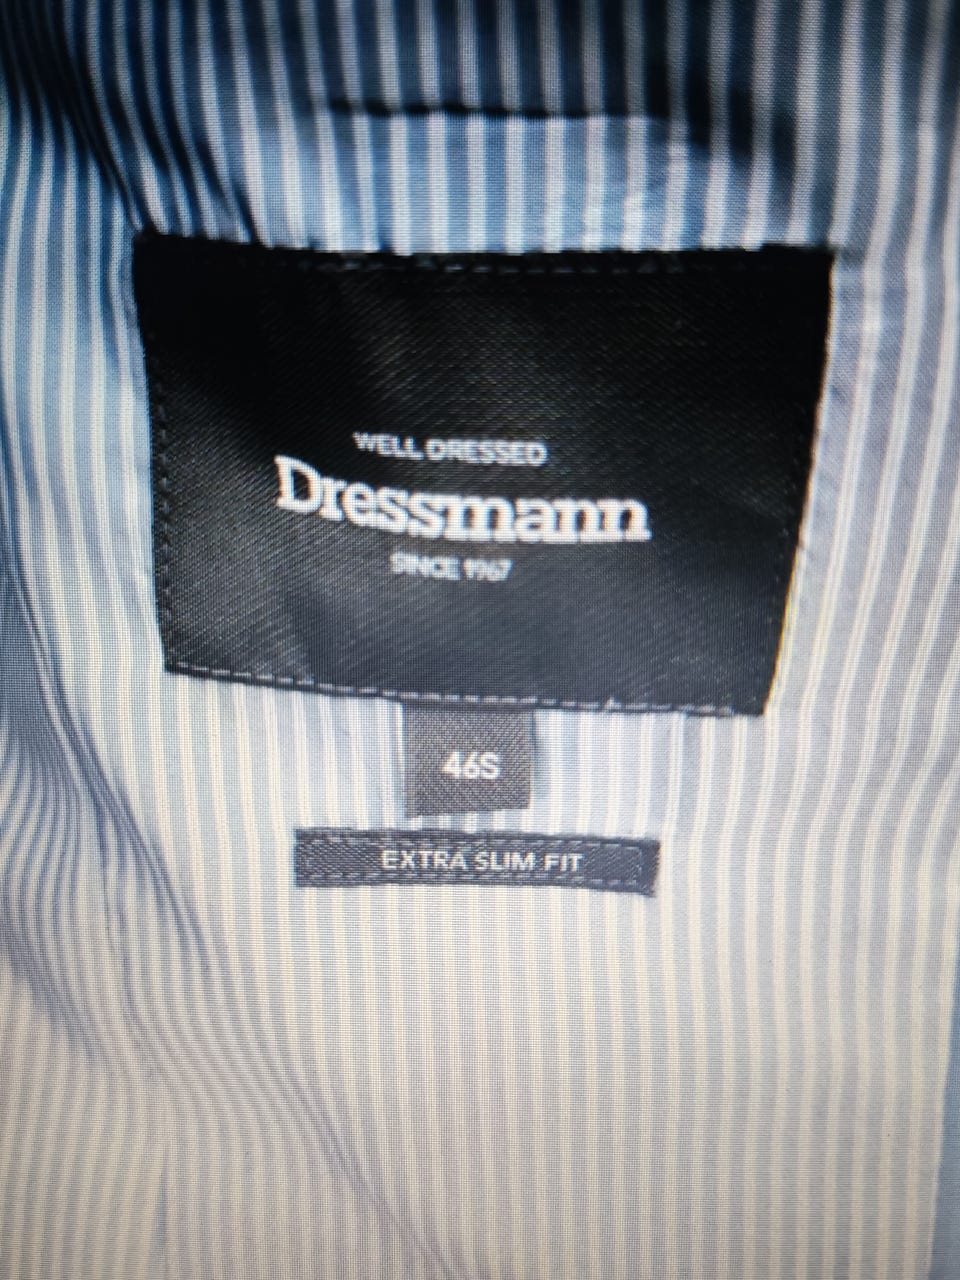 WELL DRESSED
Dressmann
SINCE 1967
46S
EXTRA SLIM FIT